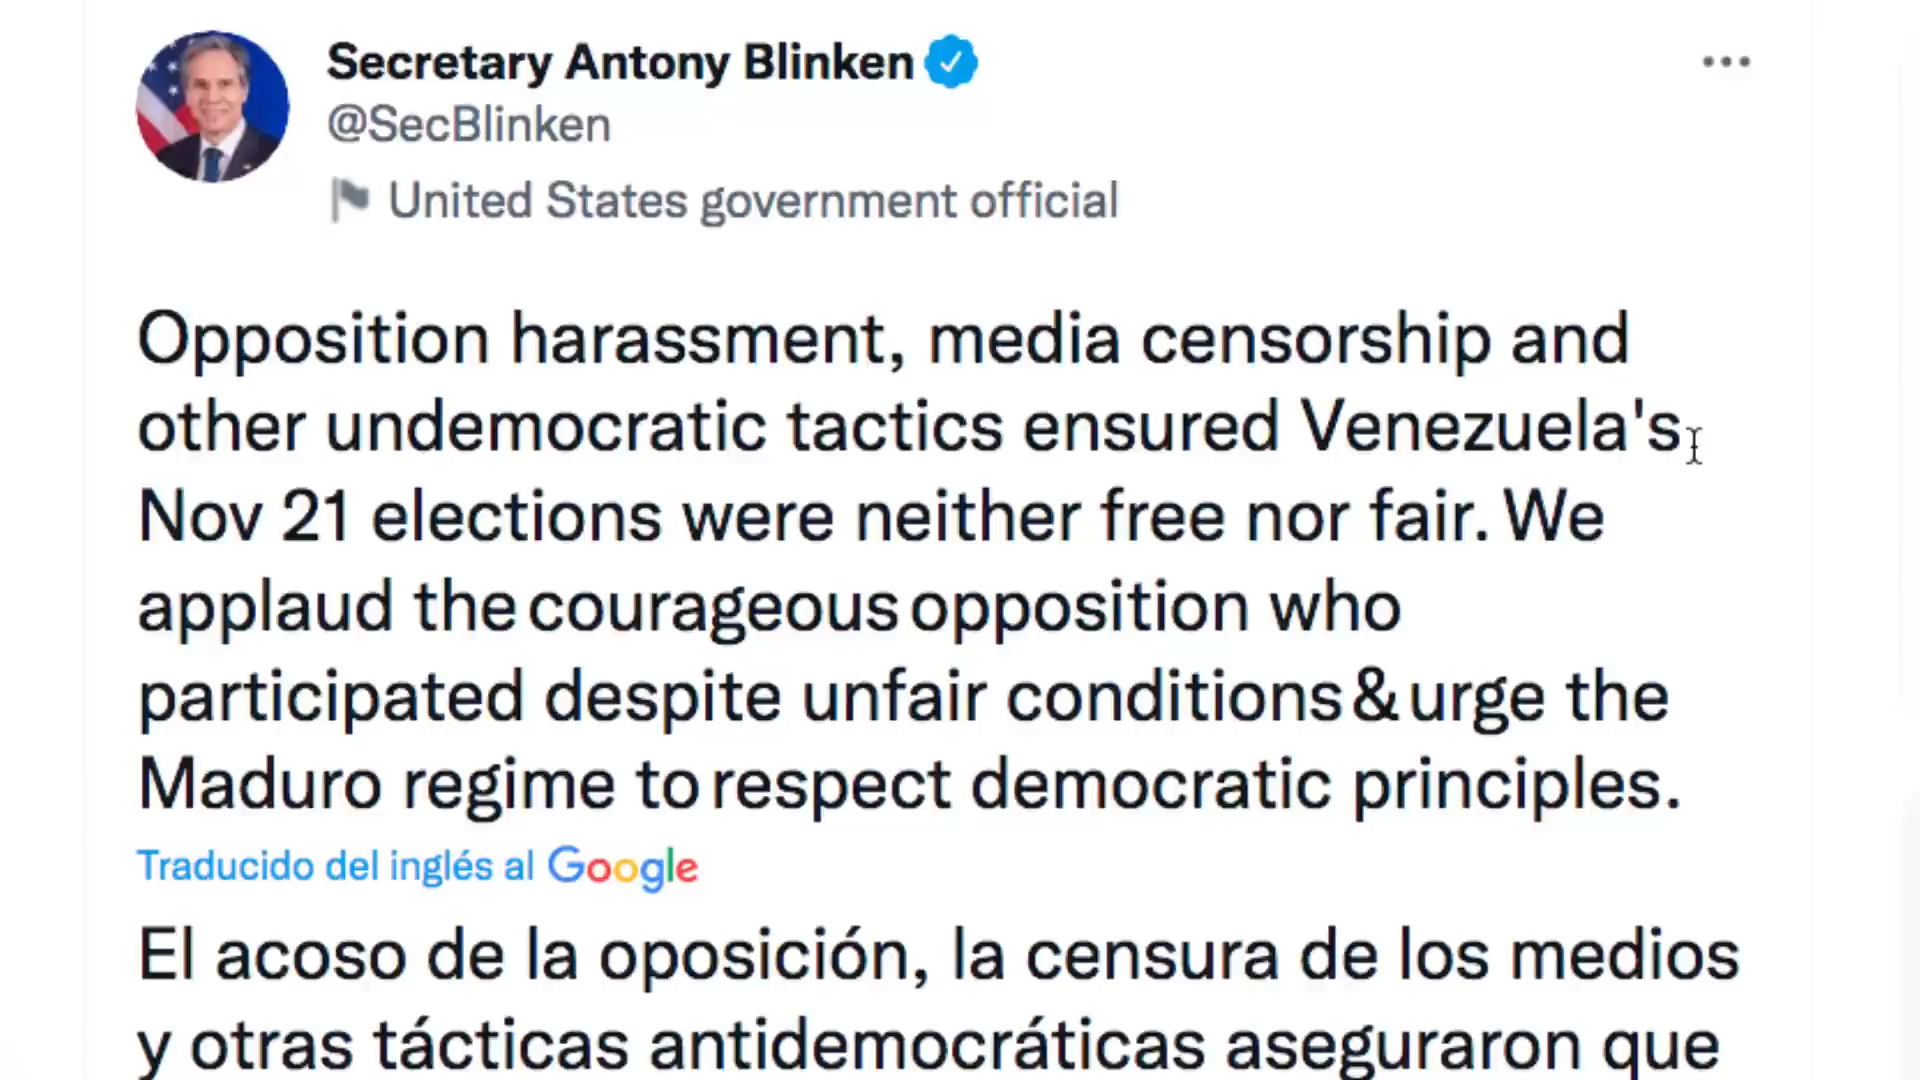 Secretary Antony Blinken
@SecBlinken
United States government official
Opposition harassment, media censorship and
other undemocratic tactics ensured Venezuela's
Nov 21 elections were neither free nor fair. We
applaud the courageous opposition who
participated despite unfair conditions & urge the
Maduro regime to respect democratic principles.
Traducido del inglés al Google
El acoso de la oposición, la censura de los medios
y otras tácticas antidemocráticas aseguraron que